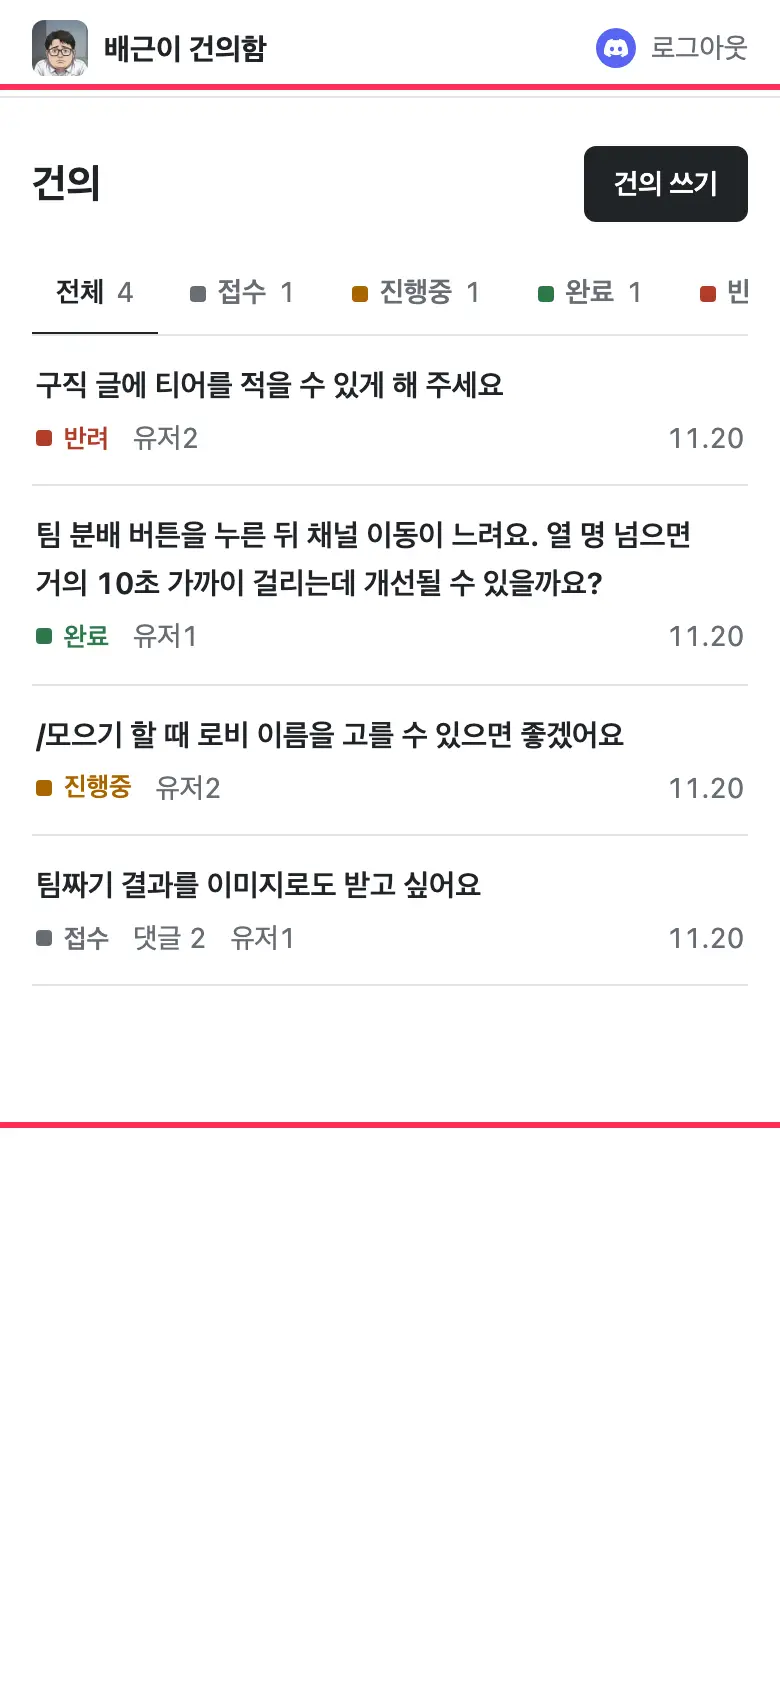 배근이 건의함
로그아웃
건의
건의 쓰기
전체 4 접수 1 진행중 1 완료 1 반
구직 글에 티어를 적을 수 있게 해 주세요
반려 유저2 11.20
팀 분배 버튼을 누른 뒤 채널 이동이 느려요. 열 명 넘으면
거의 10초 가까이 걸리는데 개선될 수 있을까요?
완료 유저1 11.20
/모으기 할 때 로비 이름을 고를 수 있으면 좋겠어요
진행중 유저2 11.20
팀짜기 결과를 이미지로도 받고 싶어요
접수 댓글 2 유저1 11.20